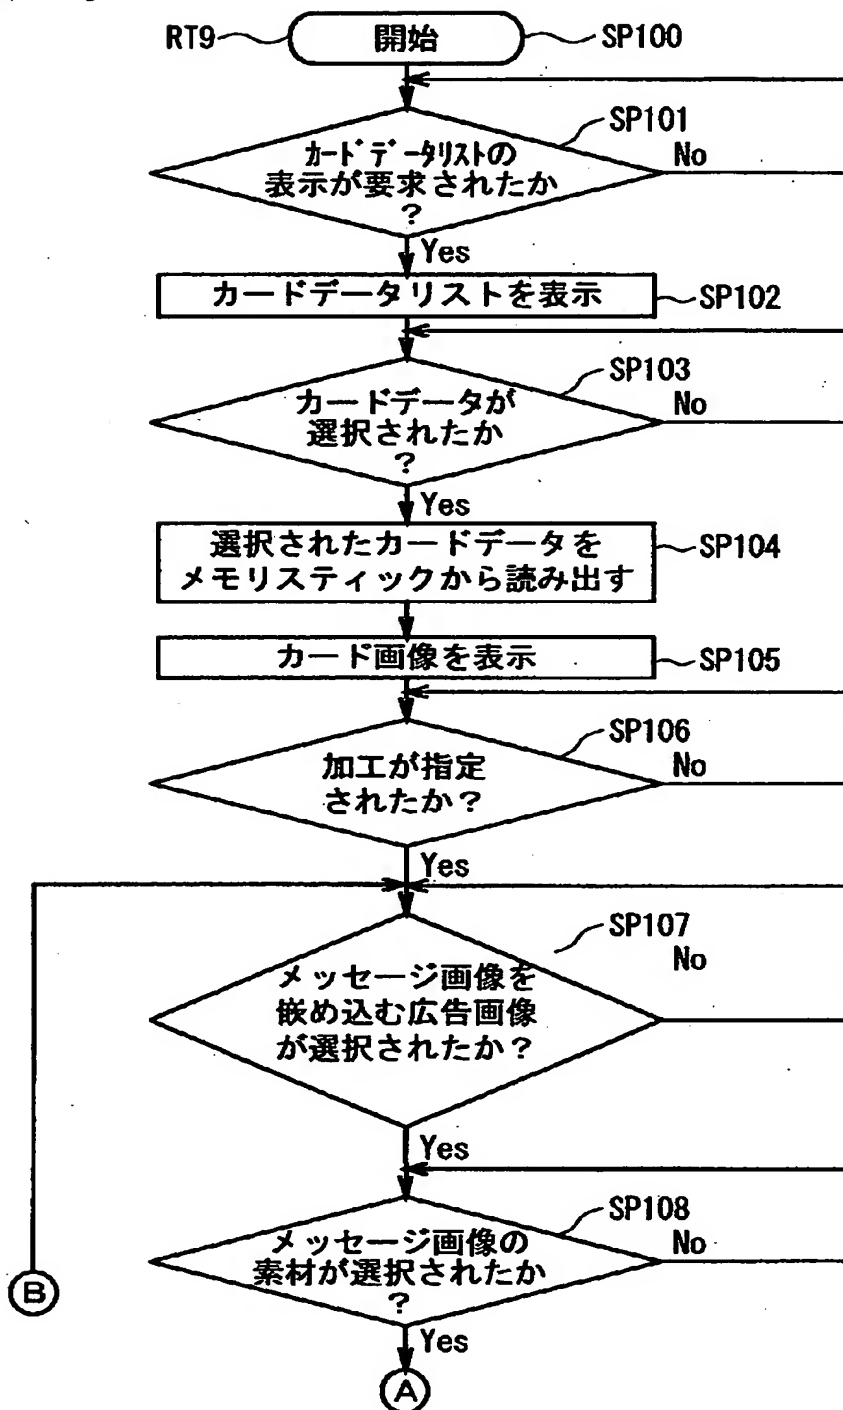 RT9
開始
SP100
SP101
カードデータリストの
表示が要求されたか
?
No
Yes
カードデータリストを表示
SP102
SP103
カードデータが
選択されたか
?
No
Yes
選択されたカードデータを
メモリスティックから読み出す
SP104
カード画像を表示
SP105
SP106
加工が指定
されたか?
No
Yes
SP107
メッセージ画像を
嵌め込む広告画像
が選択されたか?
No
Yes
SP108
メッセージ画像の
素材が選択されたか
?
No
B
Yes
A